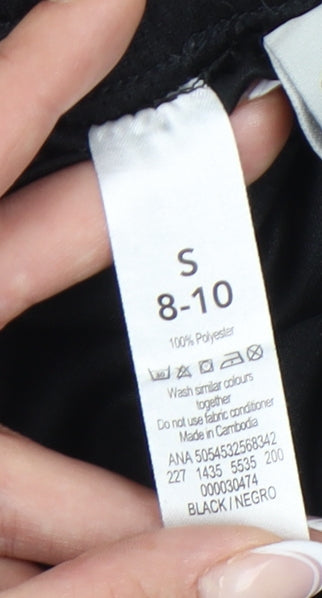 S
8-10
100% Polyester
Wash similar colours
together
Do not use fabric conditioner
Made in Cambodia
ANA 5054532568342
227 1435 5535 200
000030474
BLACK / NEGRO